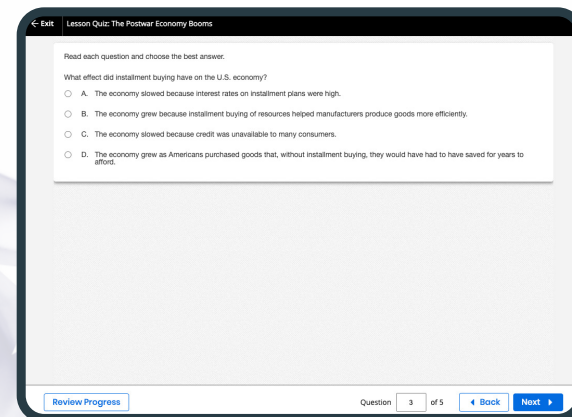 ← Exit Lesson Quiz: The Postwar Economy Booms
Read each question and choose the best answer.
What effect did installment buying have on the U.S. economy?
A. The economy slowed because interest rates on installment plans were high.
B. The economy grew because installment buying of resources helped manufacturers produce goods more efficiently.
C. The economy slowed because credit was unavailable to many consumers.
D. The economy grew as Americans purchased goods that, without installment buying, they would have had to have saved for years to
afford.
Review Progress Question 3 of 5 Back Next